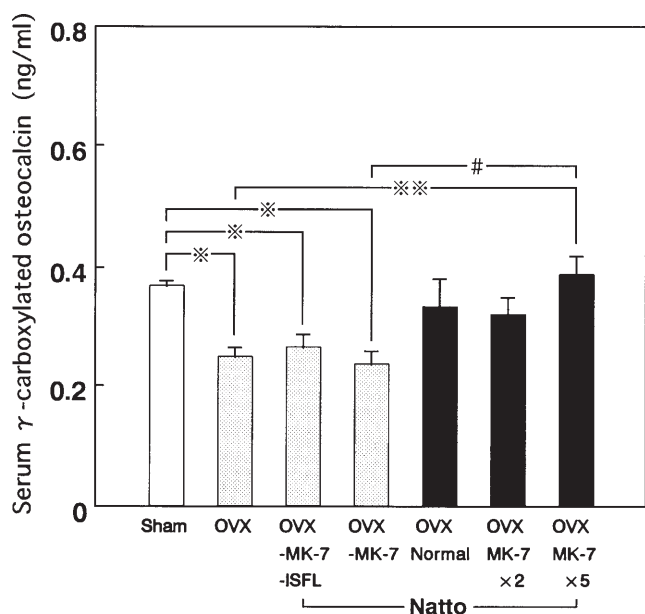 Serum γ-carboxylated osteocalcin (ng/ml)
0.8
0.6
0.4
0.2
0
#
※※
※
※
※
Sham
OVX
OVX
-MK-7
-ISFL
OVX
-MK-7
OVX
Normal
OVX
MK-7
×2
OVX
MK-7
×5
Natto